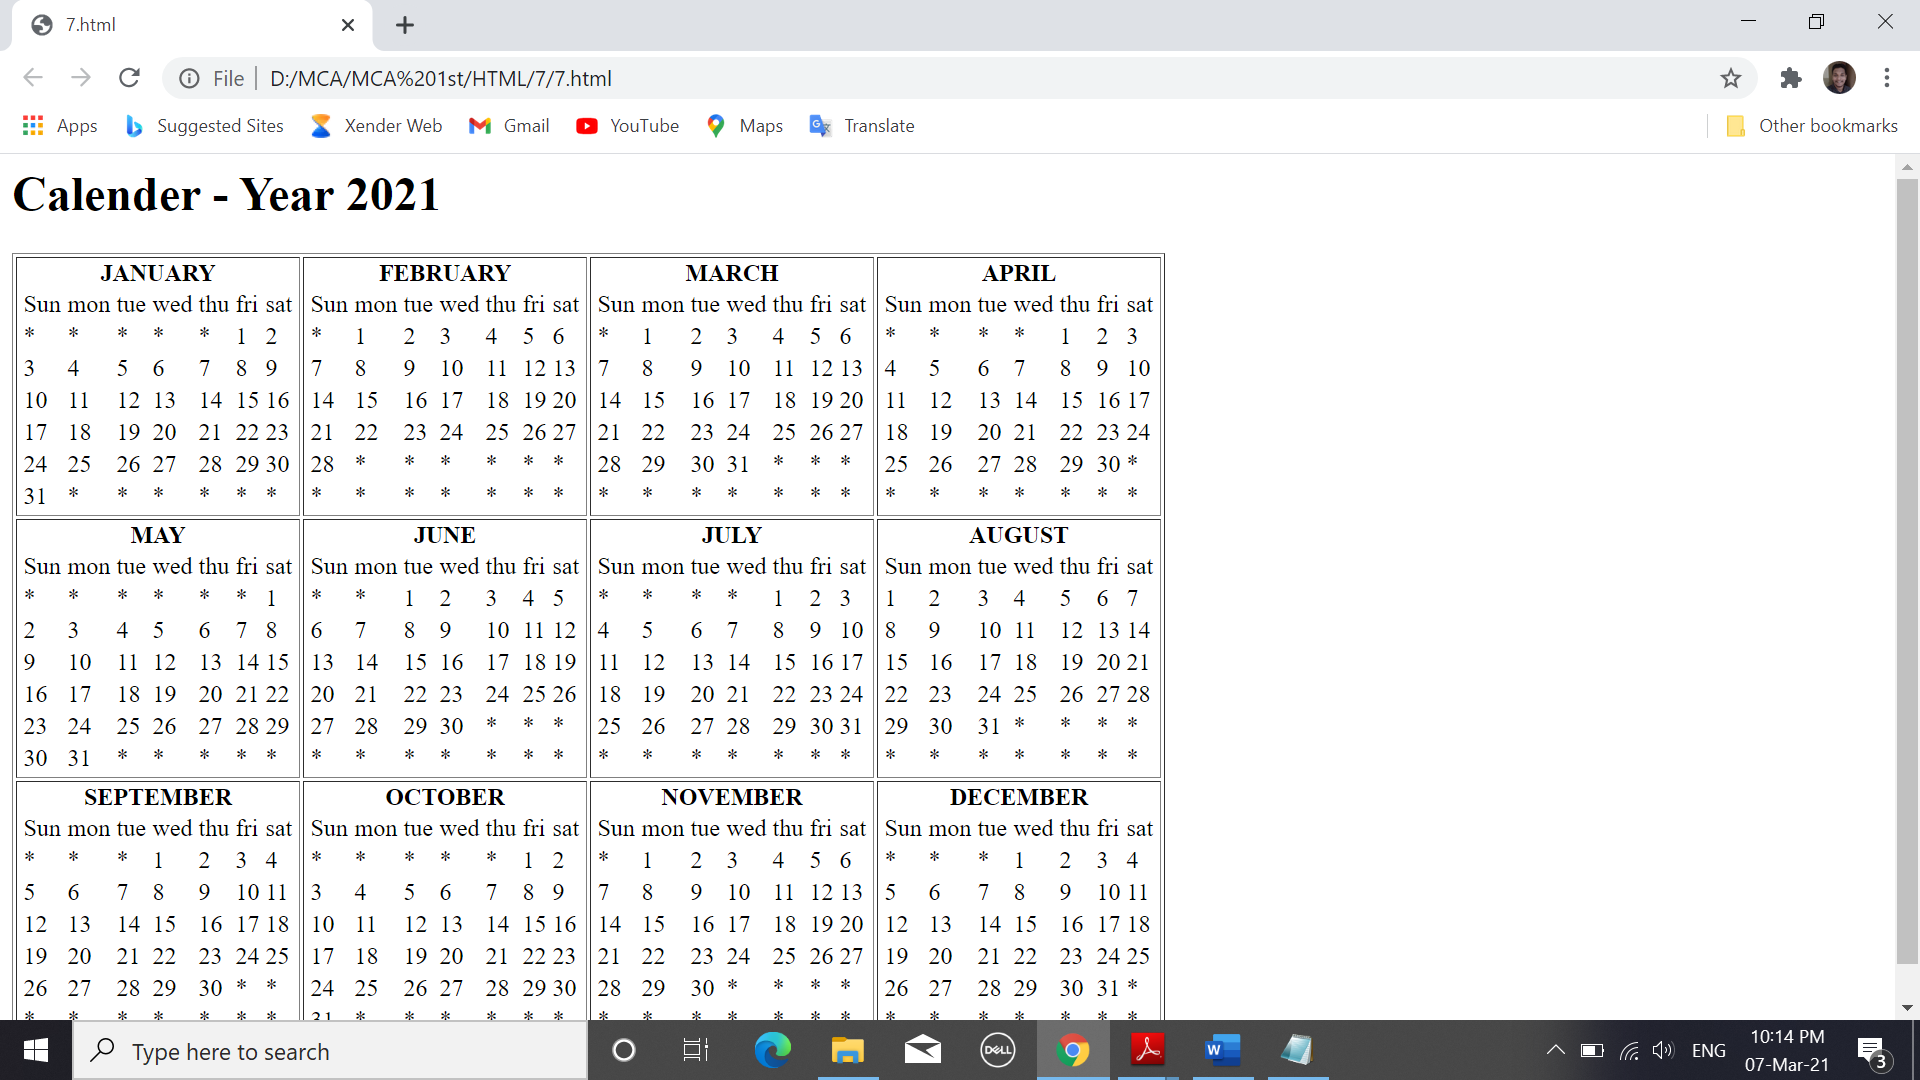 7.html
File D:/MCA/MCA%201st/HTML/7/7.html
Apps Suggested Sites Xender Web Gmail YouTube Maps Translate Other bookmarks
Calender - Year 2021
JANUARY FEBRUARY MARCH APRIL
Sun mon tue wed thu fri sat Sun mon tue wed thu fri sat Sun mon tue wed thu fri sat Sun mon tue wed thu fri sat
* * * * * 1 2 * 1 2 3 4 5 6 * 1 2 3 4 5 6 * * * * 1 2 3
3 4 5 6 7 8 9 7 8 9 10 11 12 13 7 8 9 10 11 12 13 4 5 6 7 8 9 10
10 11 12 13 14 15 16 14 15 16 17 18 19 20 14 15 16 17 18 19 20 11 12 13 14 15 16 17
17 18 19 20 21 22 23 21 22 23 24 25 26 27 21 22 23 24 25 26 27 18 19 20 21 22 23 24
24 25 26 27 28 29 30 28 * * * * * * 28 29 30 31 * * * 25 26 27 28 29 30 *
31 * * * * * * * * * * * * * * * * * * * * * * * * * * *
MAY JUNE JULY AUGUST
Sun mon tue wed thu fri sat Sun mon tue wed thu fri sat Sun mon tue wed thu fri sat Sun mon tue wed thu fri sat
* * * * * * 1 * * 1 2 3 4 5 * * * * 1 2 3 1 2 3 4 5 6 7
2 3 4 5 6 7 8 6 7 8 9 10 11 12 4 5 6 7 8 9 10 8 9 10 11 12 13 14
9 10 11 12 13 14 15 13 14 15 16 17 18 19 11 12 13 14 15 16 17 15 16 17 18 19 20 21
16 17 18 19 20 21 22 20 21 22 23 24 25 26 18 19 20 21 22 23 24 22 23 24 25 26 27 28
23 24 25 26 27 28 29 27 28 29 30 * * * 25 26 27 28 29 30 31 29 30 31 * * * *
30 31 * * * * * * * * * * * * * * * * * * * * * * * * * *
SEPTEMBER OCTOBER NOVEMBER DECEMBER
Sun mon tue wed thu fri sat Sun mon tue wed thu fri sat Sun mon tue wed thu fri sat Sun mon tue wed thu fri sat
* * * 1 2 3 4 * * * * * 1 2 * 1 2 3 4 5 6 * * * 1 2 3 4
5 6 7 8 9 10 11 3 4 5 6 7 8 9 7 8 9 10 11 12 13 5 6 7 8 9 10 11
12 13 14 15 16 17 18 10 11 12 13 14 15 16 14 15 16 17 18 19 20 12 13 14 15 16 17 18
19 20 21 22 23 24 25 17 18 19 20 21 22 23 21 22 23 24 25 26 27 19 20 21 22 23 24 25
26 27 28 29 30 * * 24 25 26 27 28 29 30 28 29 30 * * * * 26 27 28 29 30 31 *
* * * * * * * 31 * * * * * * * * * * * * * * * * * * * *
Type here to search DELL W ENG 10:14 PM
07-Mar-21 3